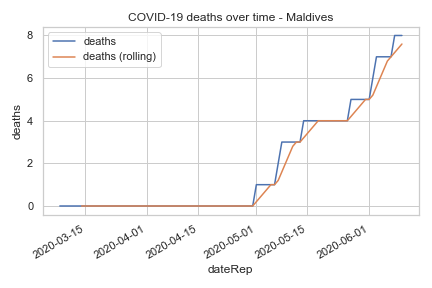 COVID-19 deaths over time - Maldives
deaths
deaths (rolling)
8
6
4
2
0
deaths
2020-03-15
2020-04-01
2020-04-15
2020-05-01
2020-05-15
2020-06-01
dateRep